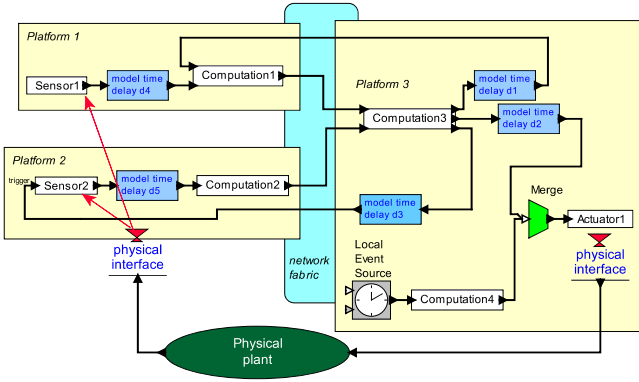 Platform 1
Sensor1
model time
delay d4
Computation1
Platform 2
trigger
Sensor2
model time
delay d5
Computation2
physical
interface
network
fabric
Platform 3
Computation3
model time
delay d1
model time
delay d2
model time
delay d3
Merge
Actuator1
physical
interface
Local
Event
Source
Computation4
Physical
plant